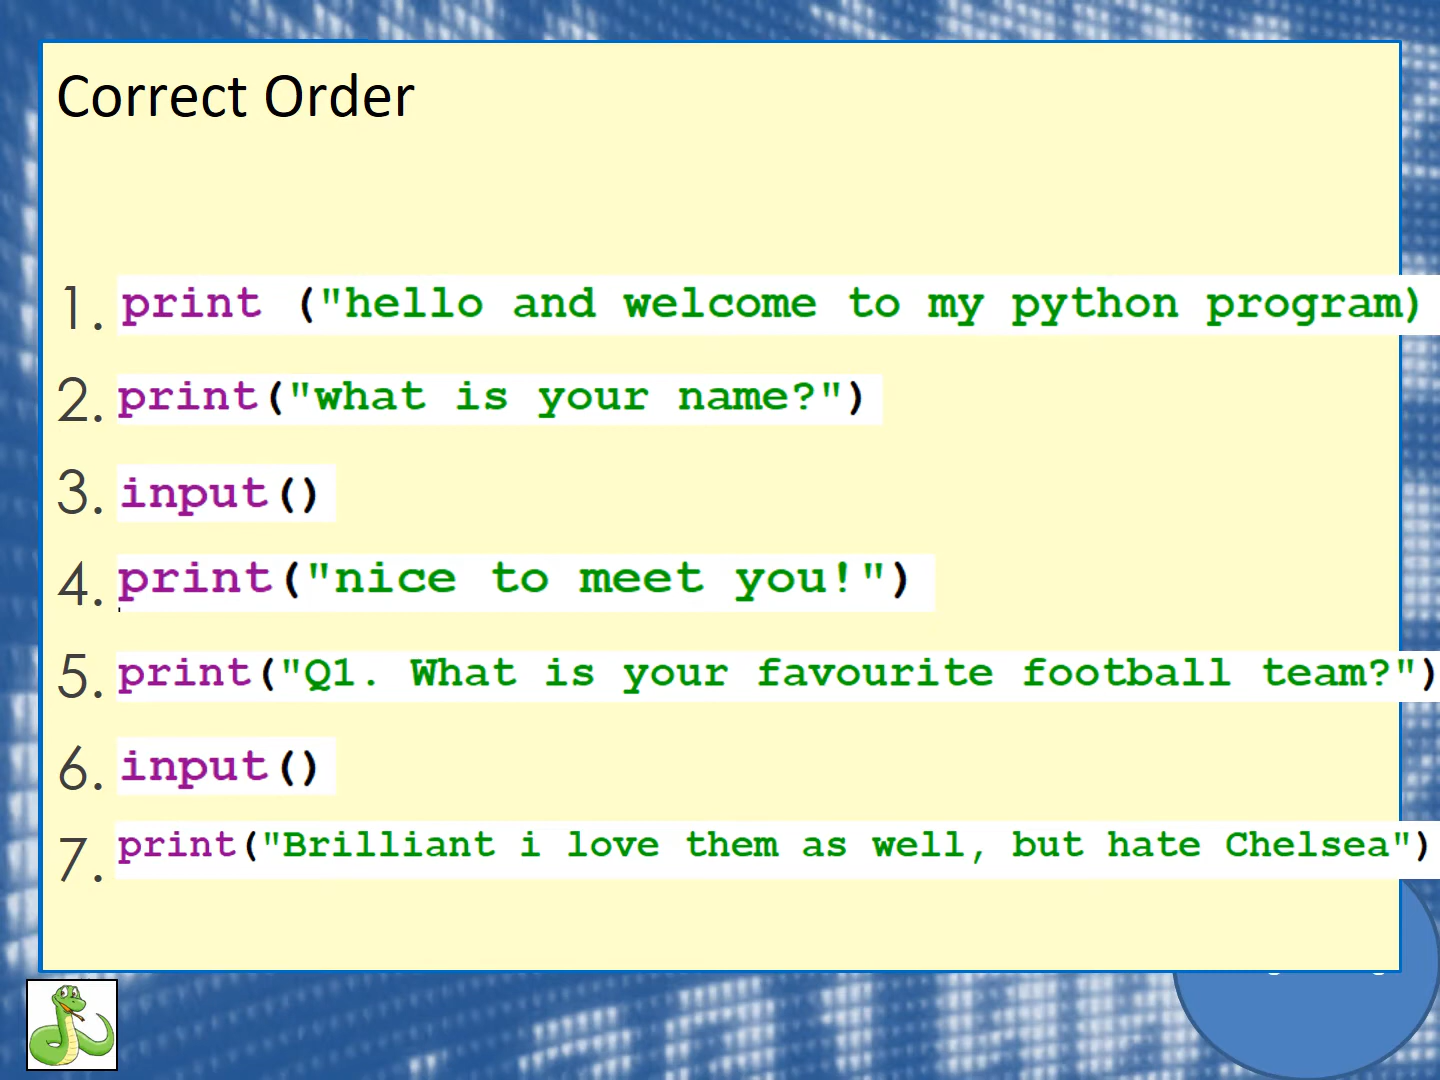 Correct Order
1. print ("hello and welcome to my python program)
2. print("what is your name?")
3. input()
4. print("nice to meet you!")
5. print("Q1. What is your favourite football team?")
6. input()
7. print("Brilliant i love them as well, but hate Chelsea")